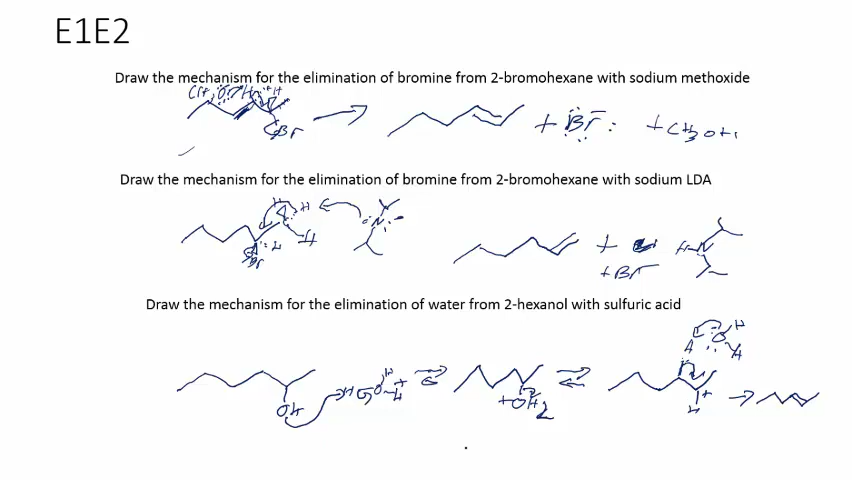 E1E2
Draw the mechanism for the elimination of bromine from 2-bromohexane with sodium methoxide
Br + Br + CH3OH
Draw the mechanism for the elimination of bromine from 2-bromohexane with sodium LDA
H H N
H H Br + H-N
+ Br
Draw the mechanism for the elimination of water from 2-hexanol with sulfuric acid
O H
H
OH H O H + +OH2 H +